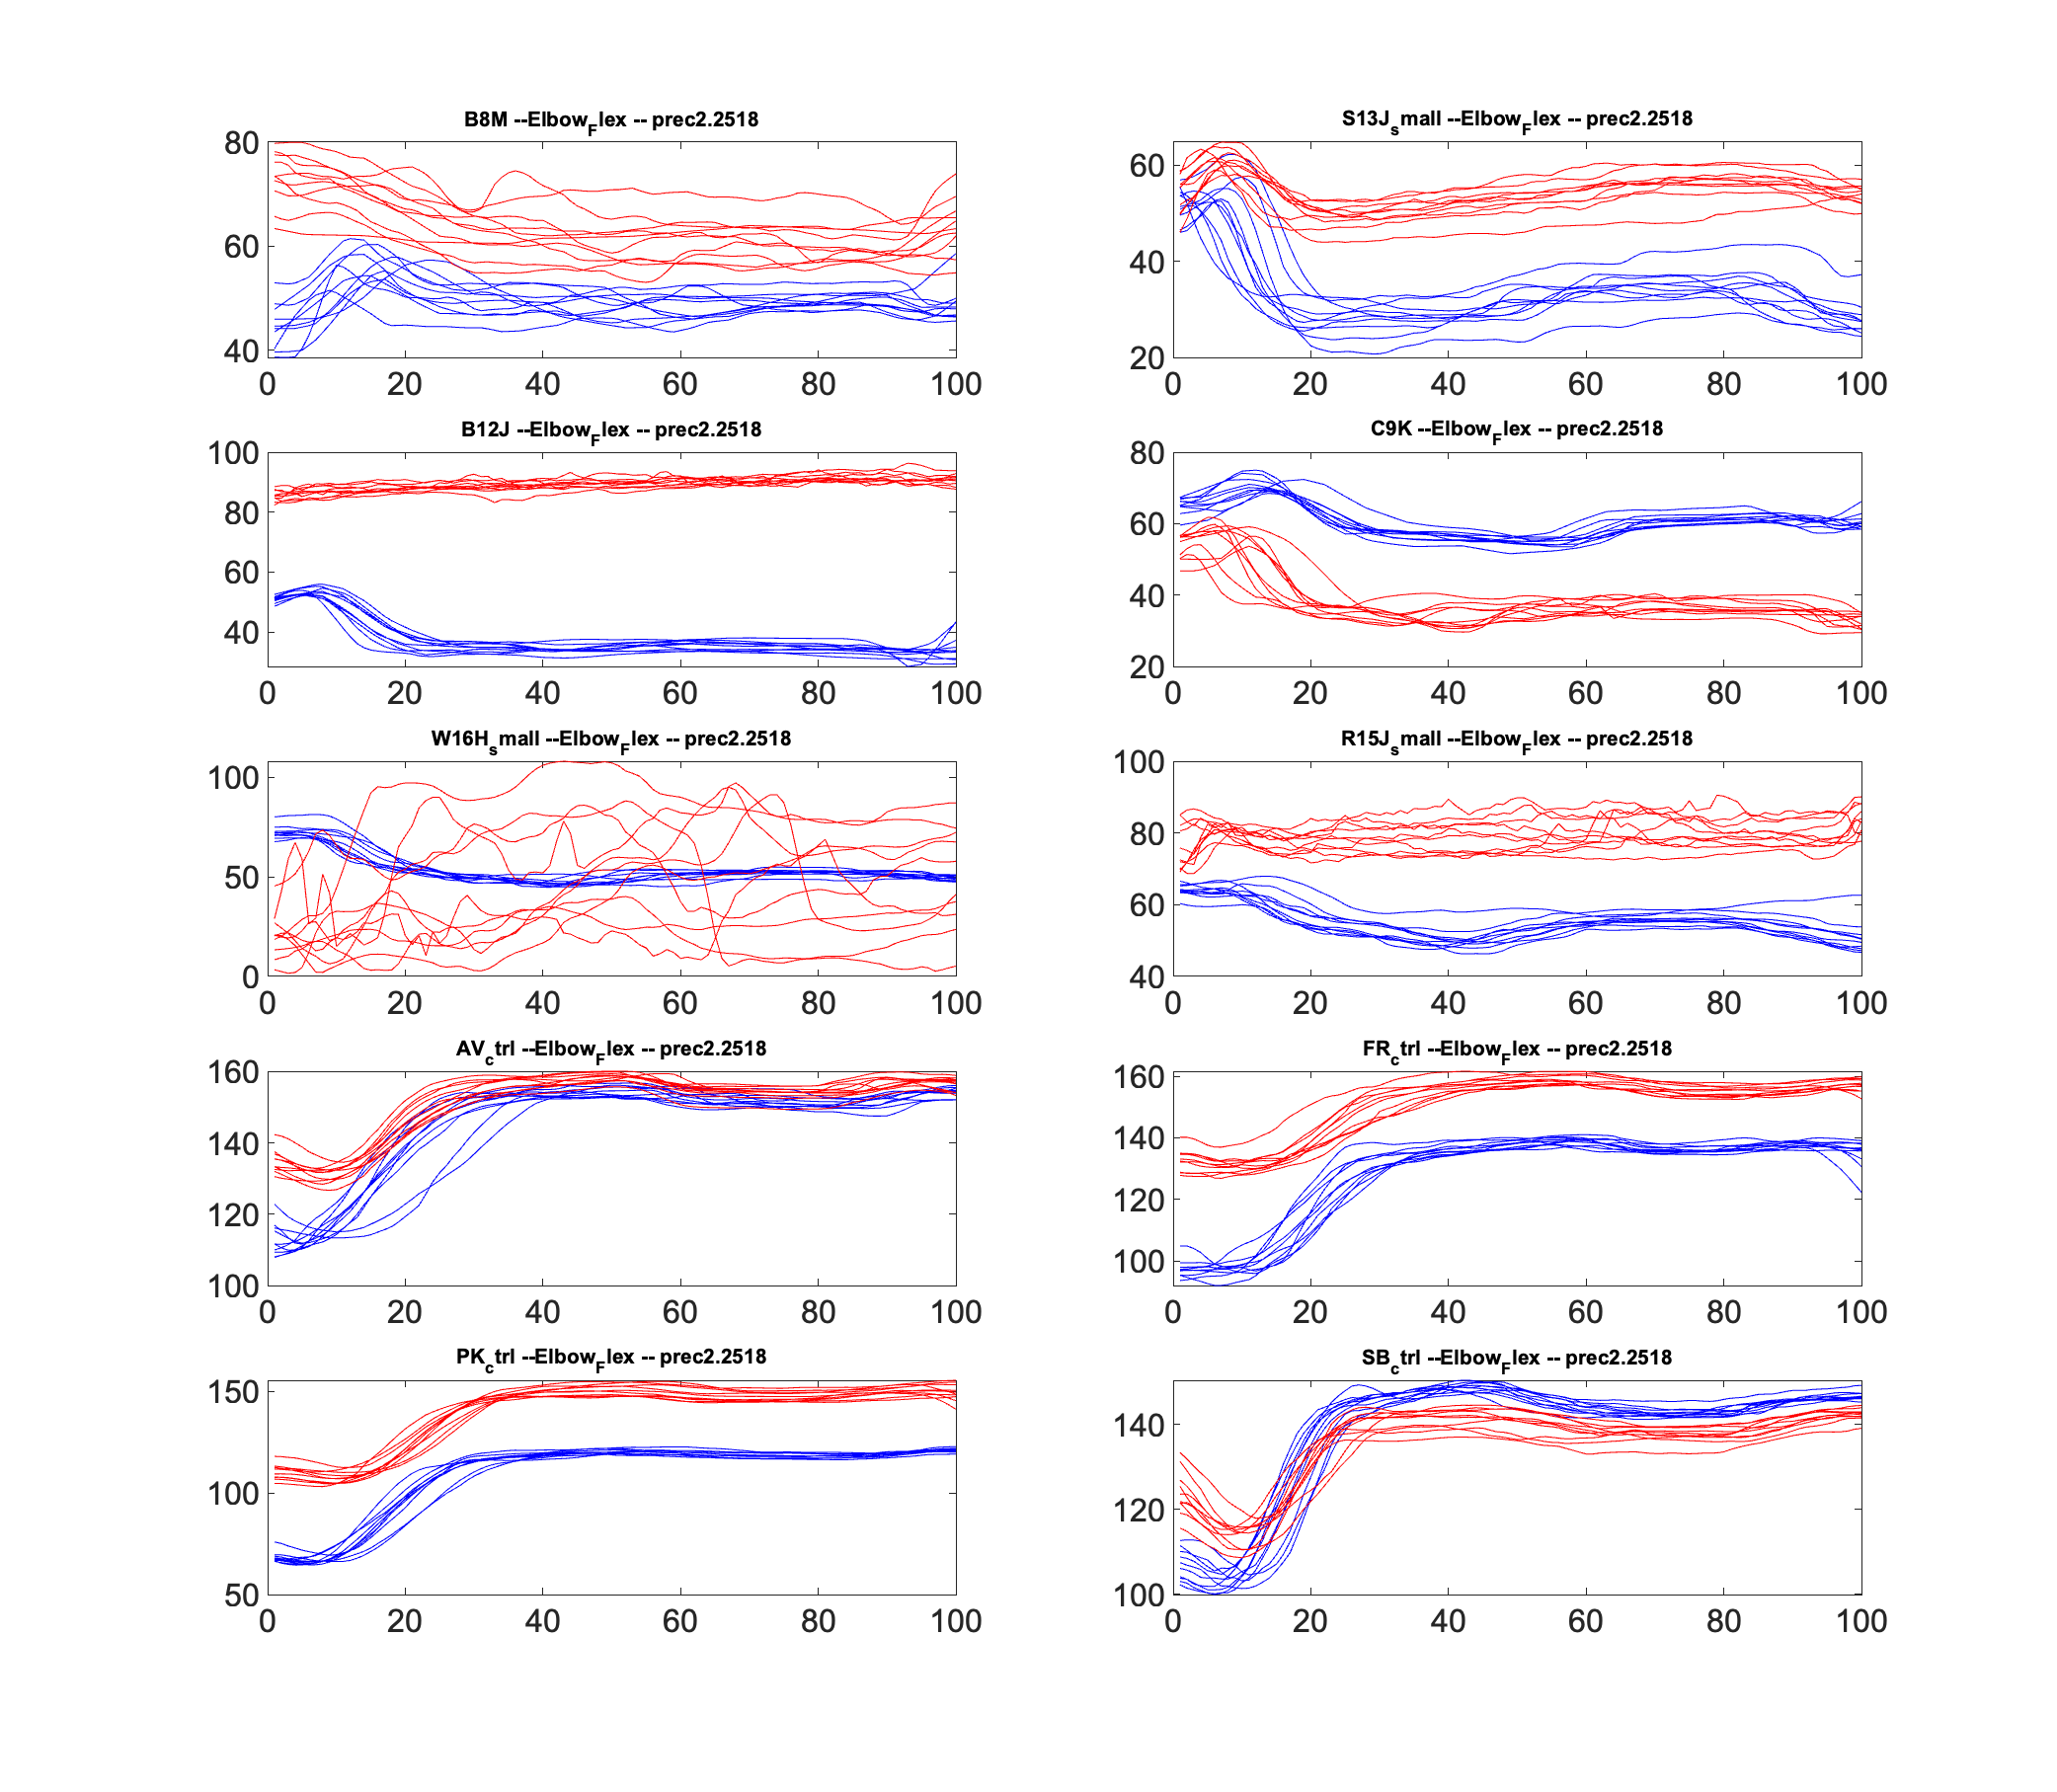 B8M --Elbow_Flex -- prec2.2518
80
60
40
0 20 40 60 80 100
S13J_small --Elbow_Flex -- prec2.2518
60
40
20
0 20 40 60 80 100
B12J --Elbow_Flex -- prec2.2518
100
80
60
40
0 20 40 60 80 100
C9K --Elbow_Flex -- prec2.2518
80
60
40
20
0 20 40 60 80 100
W16H_small --Elbow_Flex -- prec2.2518
100
50
0
0 20 40 60 80 100
R15J_small --Elbow_Flex -- prec2.2518
100
80
60
40
0 20 40 60 80 100
AV_ctrl --Elbow_Flex -- prec2.2518
160
140
120
100
0 20 40 60 80 100
FR_ctrl --Elbow_Flex -- prec2.2518
160
140
120
100
0 20 40 60 80 100
PK_ctrl --Elbow_Flex -- prec2.2518
150
100
50
0 20 40 60 80 100
SB_ctrl --Elbow_Flex -- prec2.2518
140
120
100
0 20 40 60 80 100